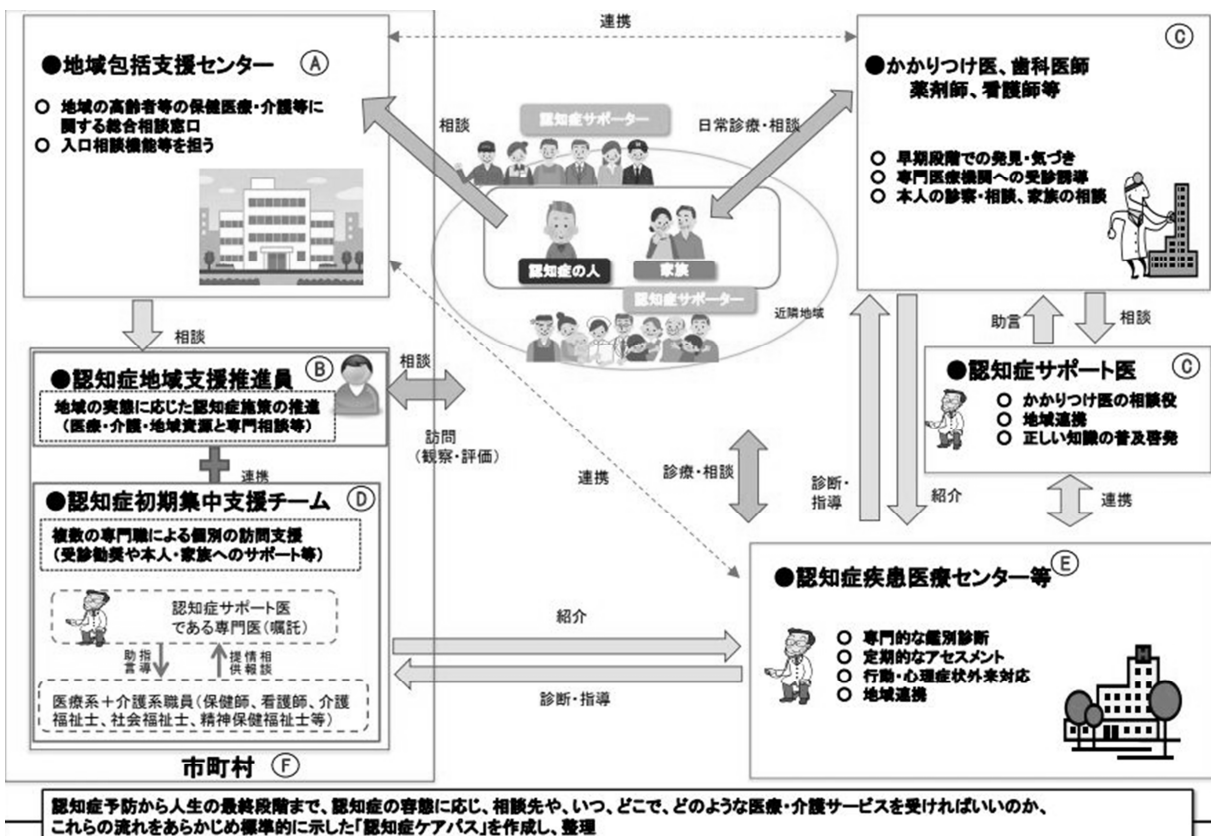 連携
●地域包括支援センター Ⓐ
○ 地域の高齢者等の保健医療・介護等に
関する総合相談窓口
○ 入口相談機能等を担う
相談
認知症サポーター
日常診療・相談
認知症の人
家族
認知症サポーター
近隣地域
Ⓒ
●かかりつけ医、歯科医師
薬剤師、看護師等
○ 早期段階での発見・気づき
○ 専門医療機関への受診誘導
○ 本人の診察・相談、家族の相談
相談
助言
相談
●認知症地域支援推進員 Ⓑ
地域の実態に応じた認知症施策の推進
(医療・介護・地域資源と専門相談等)
相談
訪問
(観察・評価)
連携
連携
診療・相談
診断・
指導
紹介
●認知症サポート医 Ⓒ
○ かかりつけ医の相談役
○ 地域連携
○ 正しい知識の普及啓発
連携
●認知症初期集中支援チーム Ⓓ
複数の専門職による個別の訪問支援
(受診勧奨や本人・家族へのサポート等)
認知症サポート医
である専門医(嘱託)
指導
助言
相談
情報
提供
医療系+介護系職員(保健師、看護師、介護
福祉士、社会福祉士、精神保健福祉士等)
紹介
診断・指導
●認知症疾患医療センター等 Ⓔ
○ 専門的な鑑別診断
○ 定期的なアセスメント
○ 行動・心理症状外来対応
○ 地域連携
H
市町村 Ⓕ
認知症予防から人生の最終段階まで、認知症の容態に応じ、相談先や、いつ、どこで、どのような医療・介護サービスを受ければいいのか、
これらの流れをあらかじめ標準的に示した「認知症ケアパス」を作成し、整理